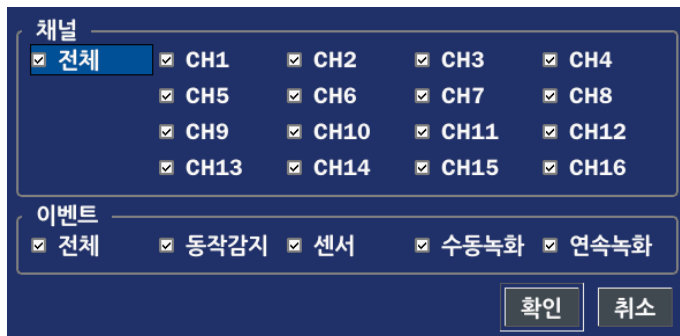 채널
전체 CH1 CH2 CH3 CH4
CH5 CH6 CH7 CH8
CH9 CH10 CH11 CH12
CH13 CH14 CH15 CH16
이벤트
전체 동작감지 센서 수동녹화 연속녹화
확인 취소